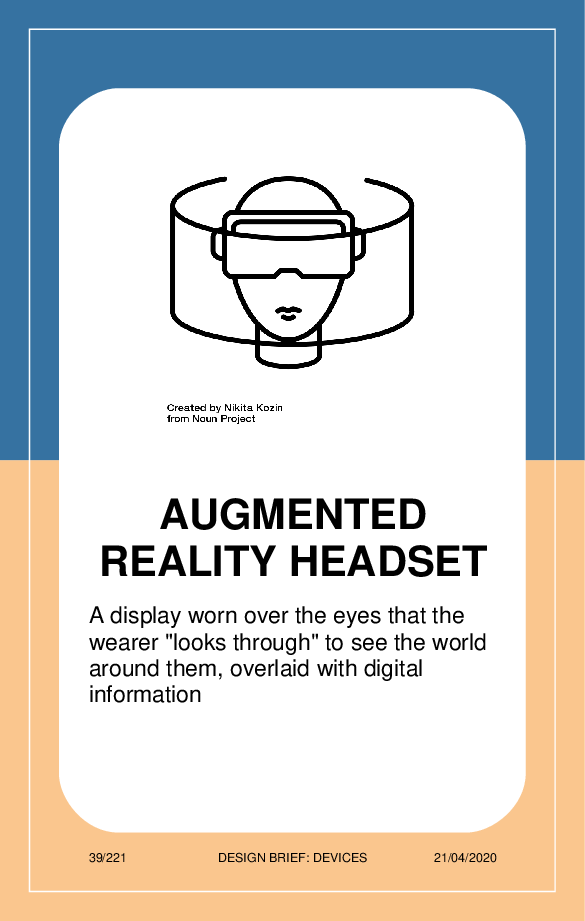 Created by Nikita Kozin
from Noun Project
AUGMENTED
REALITY HEADSET
A display worn over the eyes that the
wearer "looks through" to see the world
around them, overlaid with digital
information
39/221 DESIGN BRIEF: DEVICES 21/04/2020